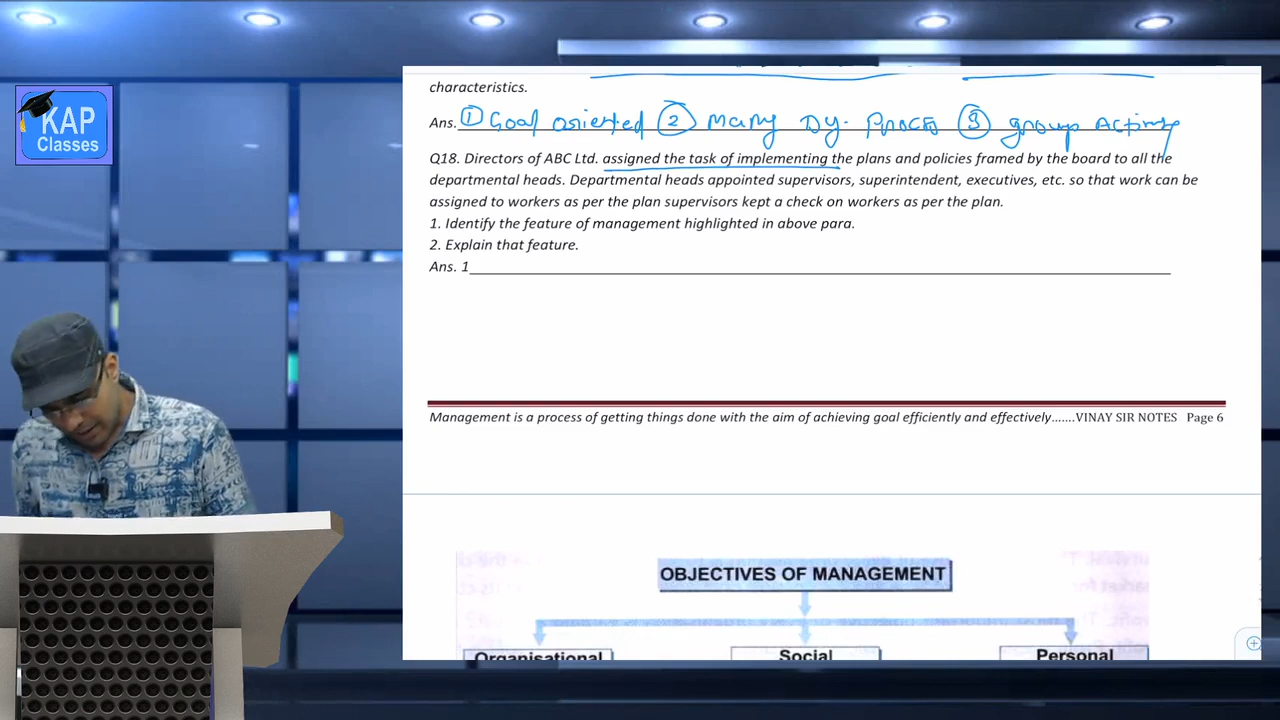 KAP
Classes
characteristics.
Ans. ① Goal oriented ② Many Dy. Process ③ group Activity
Q18. Directors of ABC Ltd. assigned the task of implementing the plans and policies framed by the board to all the
departmental heads. Departmental heads appointed supervisors, superintendent, executives, etc. so that work can be
assigned to workers as per the plan supervisors kept a check on workers as per the plan.
1. Identify the feature of management highlighted in above para.
2. Explain that feature.
Ans. 1
Management is a process of getting things done with the aim of achieving goal efficiently and effectively.......VINAY SIR NOTES Page 6
OBJECTIVES OF MANAGEMENT
Organisational Social Personal